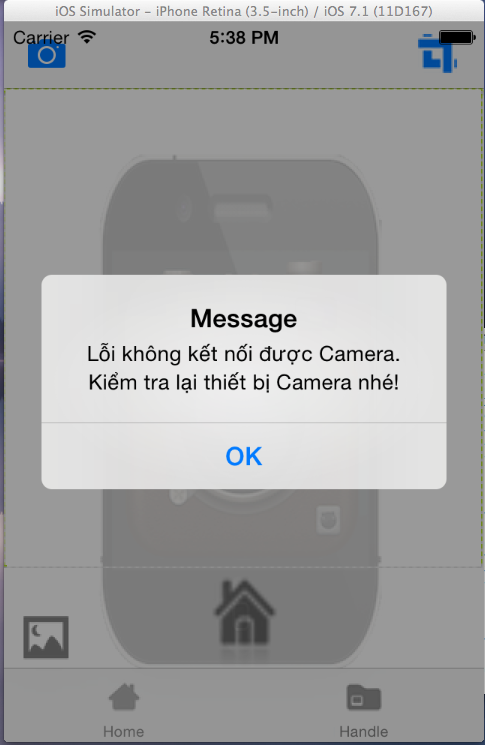 iOS Simulator - iPhone Retina (3.5-inch) / iOS 7.1 (11D167)
Carrier 5:38 PM
Message
Lỗi không kết nối được Camera.
Kiểm tra lại thiết bị Camera nhé!
OK
Home Handle